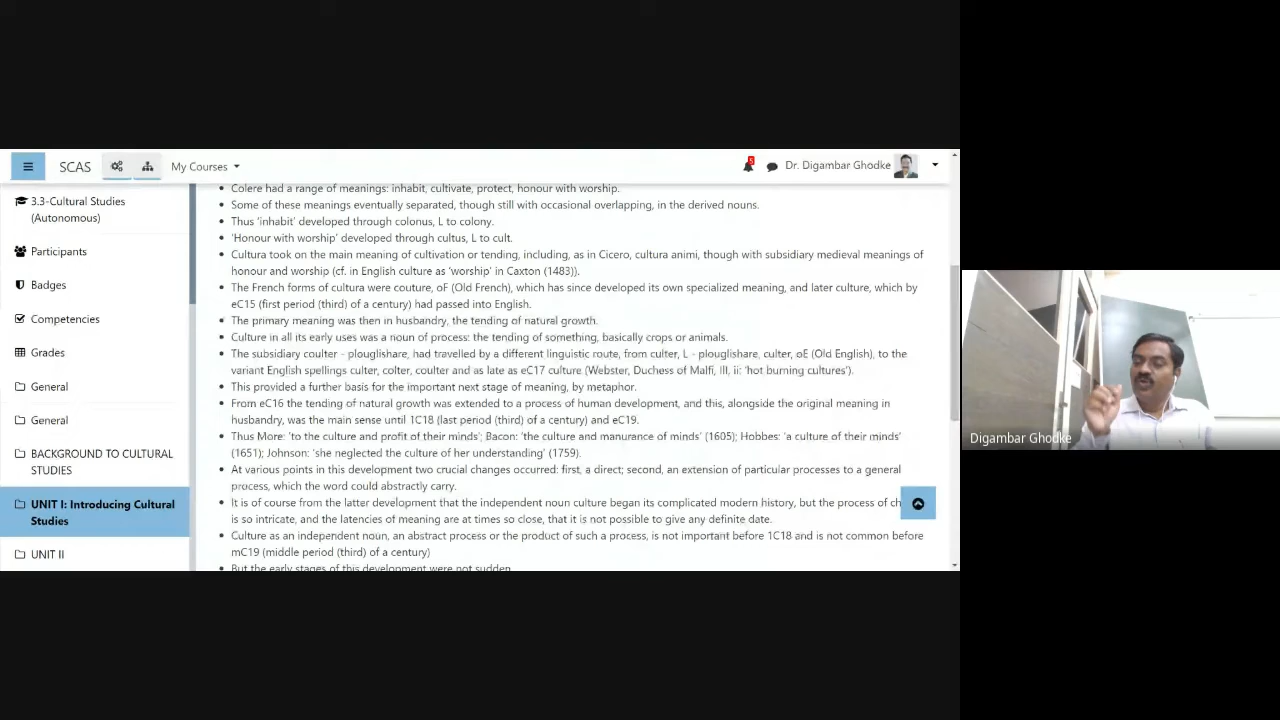 SCAS
My Courses
5
Dr. Digambar Ghodke
3.3-Cultural Studies
(Autonomous)
Participants
Badges
Competencies
Grades
General
General
BACKGROUND TO CULTURAL
STUDIES
UNIT I: Introducing Cultural
Studies
UNIT II
Colere had a range of meanings: inhabit, cultivate, protect, honour with worship.
Some of these meanings eventually separated, though still with occasional overlapping, in the derived nouns.
Thus ‘inhabit’ developed through colonus, L to colony.
‘Honour with worship’ developed through cultus, L to cult.
Cultura took on the main meaning of cultivation or tending, including, as in Cicero, cultura animi, though with subsidiary medieval meanings of
honour and worship (cf. in English culture as ‘worship’ in Caxton (1483)).
The French forms of cultura were couture, oF (Old French), which has since developed its own specialized meaning, and later culture, which by
eC15 (first period (third) of a century) had passed into English.
The primary meaning was then in husbandry, the tending of natural growth.
Culture in all its early uses was a noun of process: the tending of something, basically crops or animals.
The subsidiary coulter - plouglishare, had travelled by a different linguistic route, from culter, L - plouglishare, culter, oE (Old English), to the
variant English spellings culter, colter, coulter and as late as eC17 culture (Webster, Duchess of Malfi, III, ii: ‘hot burning cultures’).
This provided a further basis for the important next stage of meaning, by metaphor.
From eC16 the tending of natural growth was extended to a process of human development, and this, alongside the original meaning in
husbandry, was the main sense until 1C18 (last period (third) of a century) and eC19.
Thus More: ‘to the culture and profit of their minds’; Bacon: ‘the culture and manurance of minds’ (1605); Hobbes: ‘a culture of their minds’
(1651); Johnson: ‘she neglected the culture of her understanding’ (1759).
At various points in this development two crucial changes occurred: first, a direct; second, an extension of particular processes to a general
process, which the word could abstractly carry.
It is of course from the latter development that the independent noun culture began its complicated modern history, but the process of ch
is so intricate, and the latencies of meaning are at times so close, that it is not possible to give any definite date.
Culture as an independent noun, an abstract process or the product of such a process, is not important before 1C18 and is not common before
mC19 (middle period (third) of a century)
But the early stages of this development were not sudden
Digambar Ghodke